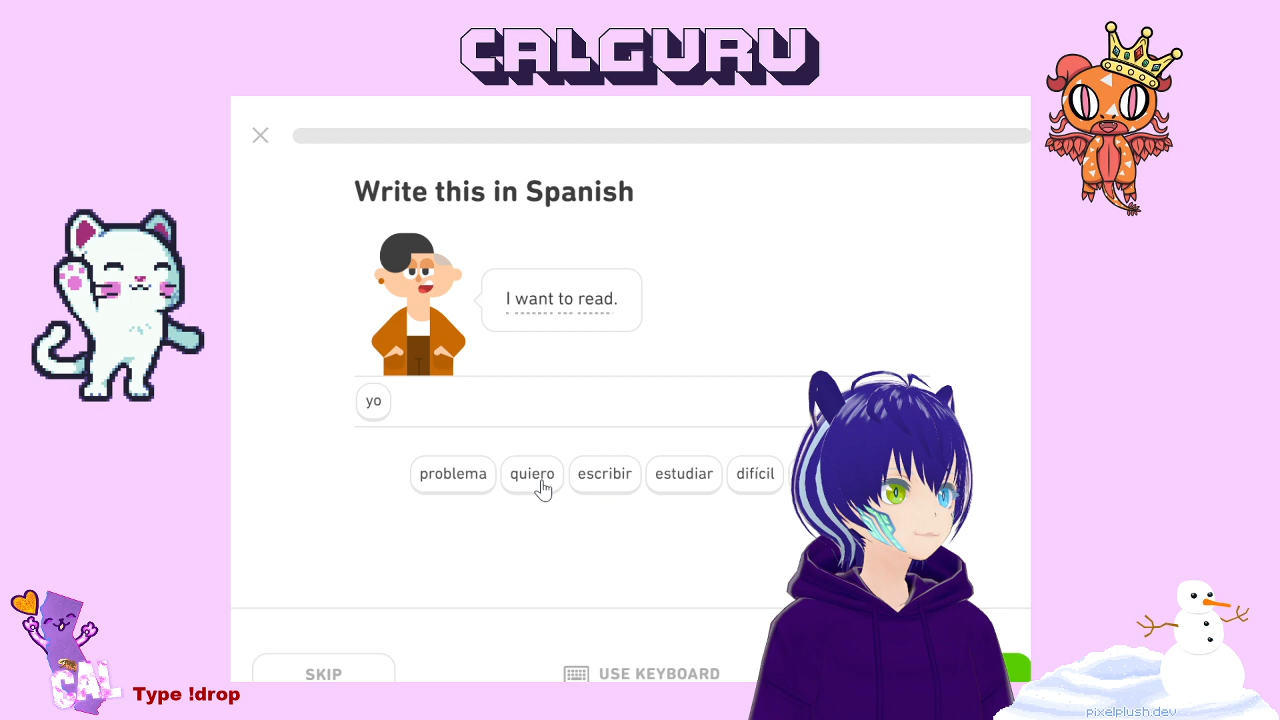 CALGURU
Write this in Spanish
I want to read.
yo
problema quiero escribir estudiar difícil
SKIP USE KEYBOARD
CAL Type !drop
pixelplush.dev